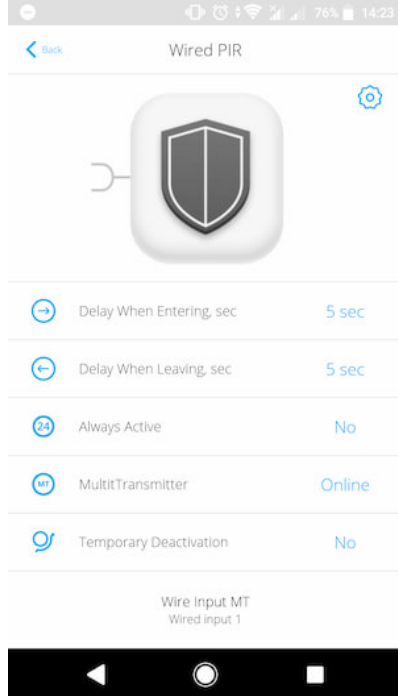 76% 14:23
Back Wired PIR
Delay When Entering, sec 5 sec
Delay When Leaving, sec 5 sec
24 Always Active No
MT MultitTransmitter Online
Temporary Deactivation No
Wire Input MT
Wired input 1